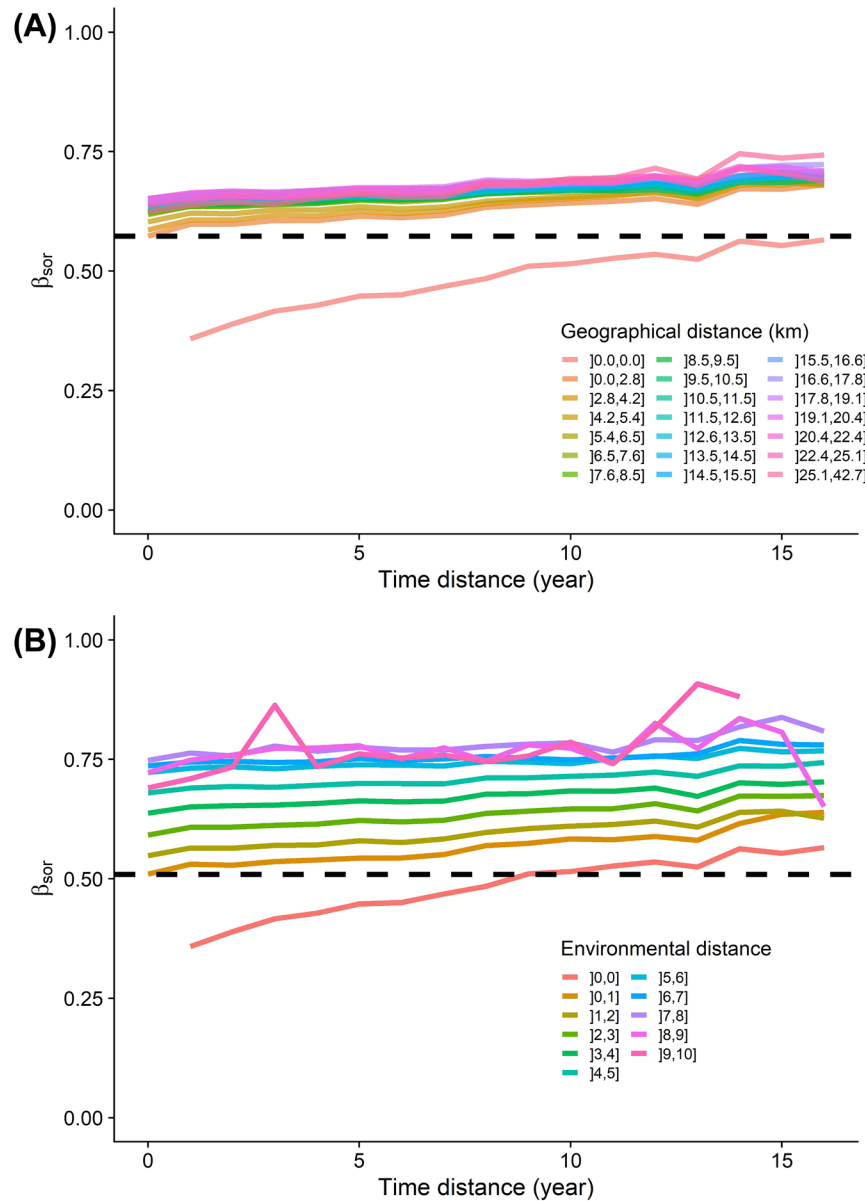 (A)
1.00
0.75
0.50
0.25
0.00
βsor
Geographical distance (km)
]0.0,0.0] ]8.5,9.5] ]15.5,16.6]
]0.0,2.8] ]9.5,10.5] ]16.6,17.8]
]2.8,4.2] ]10.5,11.5] ]17.8,19.1]
]4.2,5.4] ]11.5,12.6] ]19.1,20.4]
]5.4,6.5] ]12.6,13.5] ]20.4,22.4]
]6.5,7.6] ]13.5,14.5] ]22.4,25.1]
]7.6,8.5] ]14.5,15.5] ]25.1,42.7]
0 5 10 15
Time distance (year)
(B)
1.00
0.75
0.50
0.25
0.00
βsor
Environmental distance
]0,0] ]5,6]
]0,1] ]6,7]
]1,2] ]7,8]
]2,3] ]8,9]
]3,4] ]9,10]
]4,5]
0 5 10 15
Time distance (year)